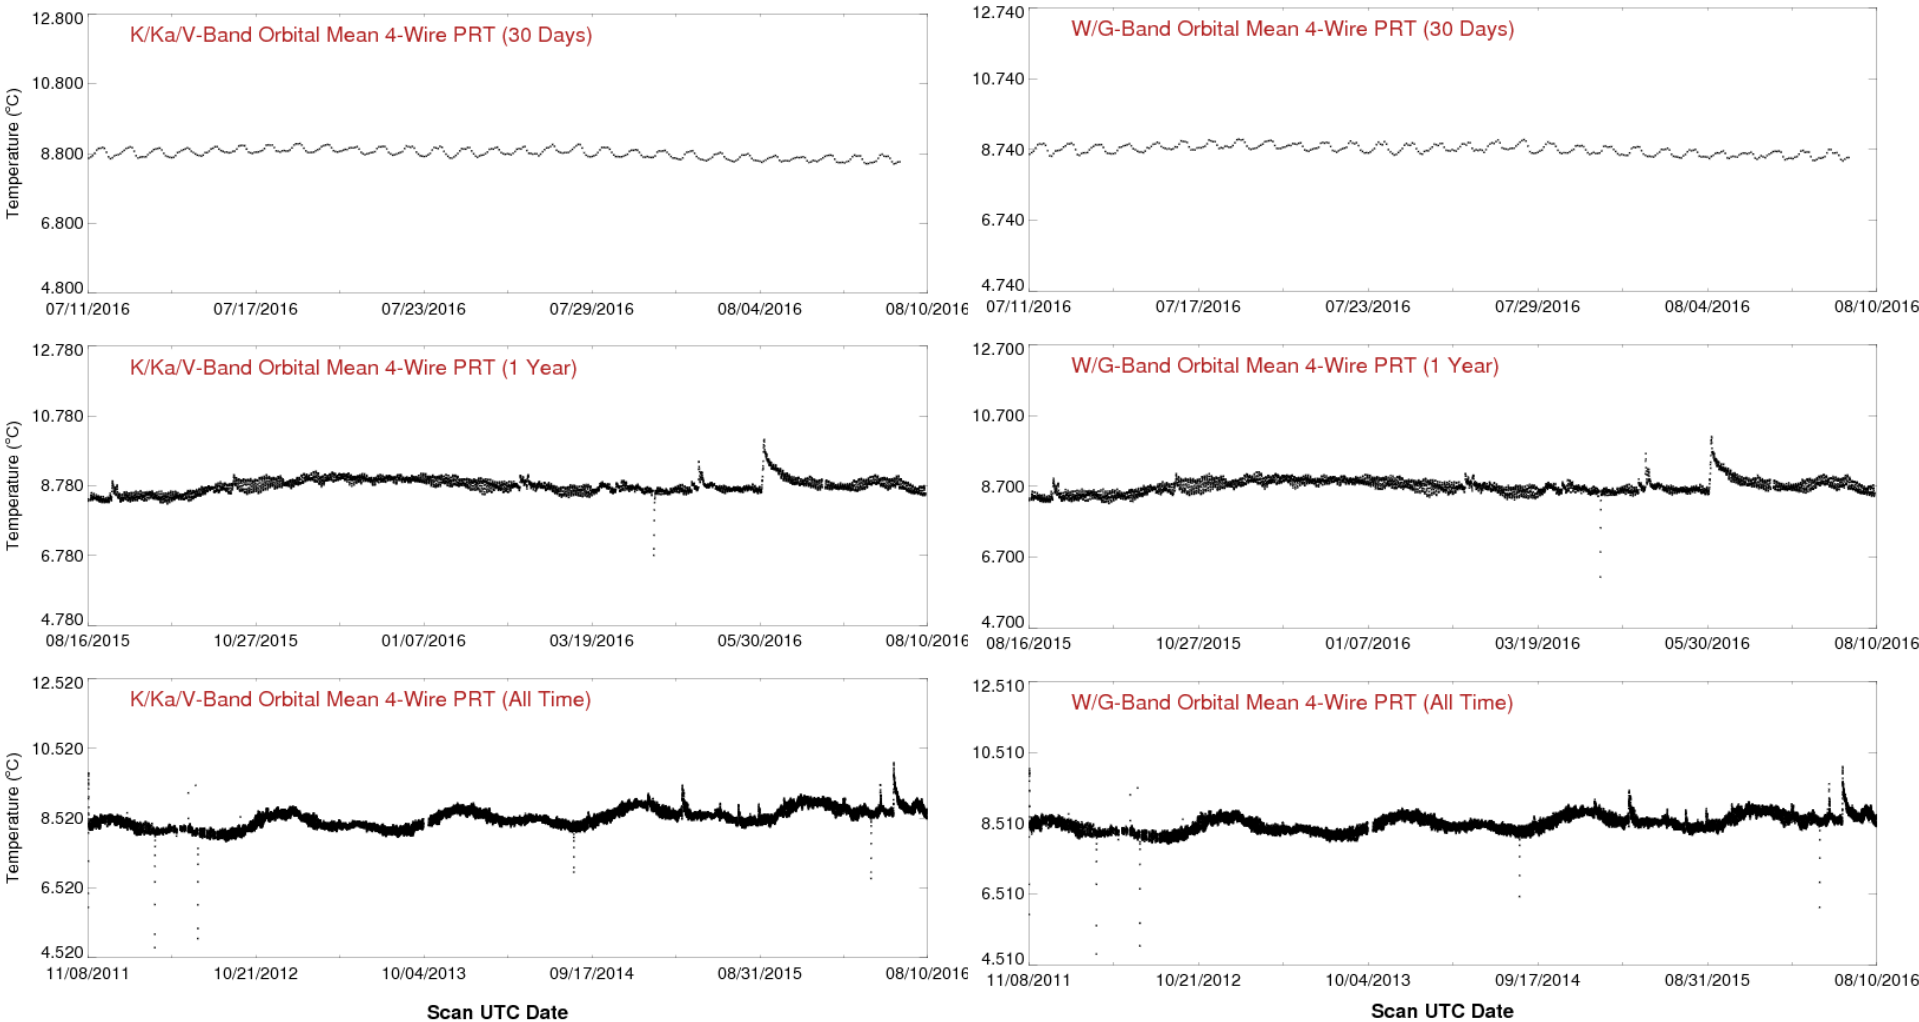 K/Ka/V-Band Orbital Mean 4-Wire PRT (30 Days)
Temperature (°C)
12.800
10.800
8.800
6.800
4.800
07/11/2016 07/17/2016 07/23/2016 07/29/2016 08/04/2016 08/10/2016
W/G-Band Orbital Mean 4-Wire PRT (30 Days)
12.740
10.740
8.740
6.740
4.740
07/11/2016 07/17/2016 07/23/2016 07/29/2016 08/04/2016 08/10/2016
K/Ka/V-Band Orbital Mean 4-Wire PRT (1 Year)
Temperature (°C)
12.780
10.780
8.780
6.780
4.780
08/16/2015 10/27/2015 01/07/2016 03/19/2016 05/30/2016 08/10/2016
W/G-Band Orbital Mean 4-Wire PRT (1 Year)
12.700
10.700
8.700
6.700
4.700
08/16/2015 10/27/2015 01/07/2016 03/19/2016 05/30/2016 08/10/2016
K/Ka/V-Band Orbital Mean 4-Wire PRT (All Time)
Temperature (°C)
12.520
10.520
8.520
6.520
4.520
11/08/2011 10/21/2012 10/04/2013 09/17/2014 08/31/2015 08/10/2016
Scan UTC Date
W/G-Band Orbital Mean 4-Wire PRT (All Time)
12.510
10.510
8.510
6.510
4.510
11/08/2011 10/21/2012 10/04/2013 09/17/2014 08/31/2015 08/10/2016
Scan UTC Date